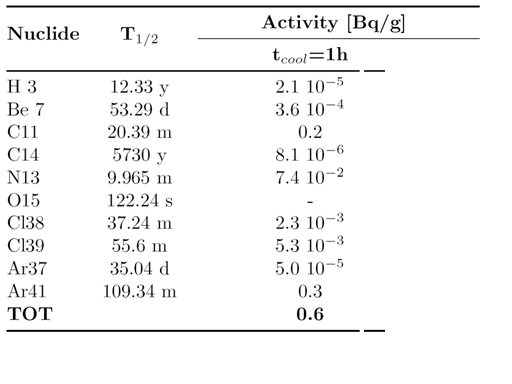 Activity [Bq/g]
Nuclide T1/2
tcool=1h
H 3 12.33 y 2.1 10−5
Be 7 53.29 d 3.6 10−4
C11 20.39 m 0.2
C14 5730 y 8.1 10−6
N13 9.965 m 7.4 10−2
O15 122.24 s -
Cl38 37.24 m 2.3 10−3
Cl39 55.6 m 5.3 10−3
Ar37 35.04 d 5.0 10−5
Ar41 109.34 m 0.3
TOT 0.6